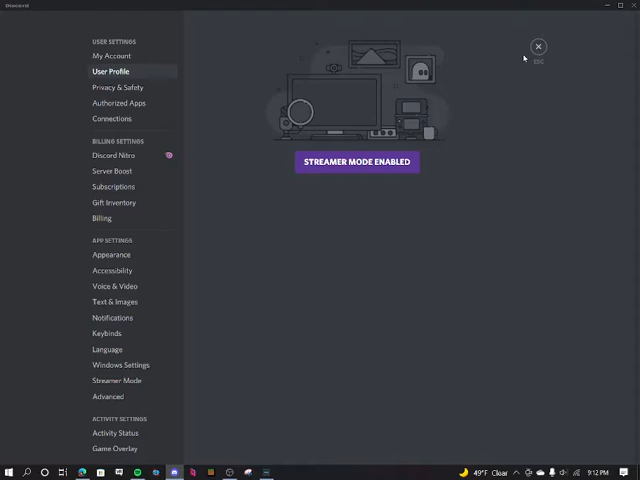 Discord
USER SETTINGS
My Account
User Profile
Privacy & Safety
Authorized Apps
Connections
BILLING SETTINGS
Discord Nitro
Server Boost
Subscriptions
Gift Inventory
Billing
APP SETTINGS
Appearance
Accessibility
Voice & Video
Text & Images
Notifications
Keybinds
Language
Windows Settings
Streamer Mode
Advanced
ACTIVITY SETTINGS
Activity Status
Game Overlay
ESC
STREAMER MODE ENABLED
49°F Clear
9:12 PM